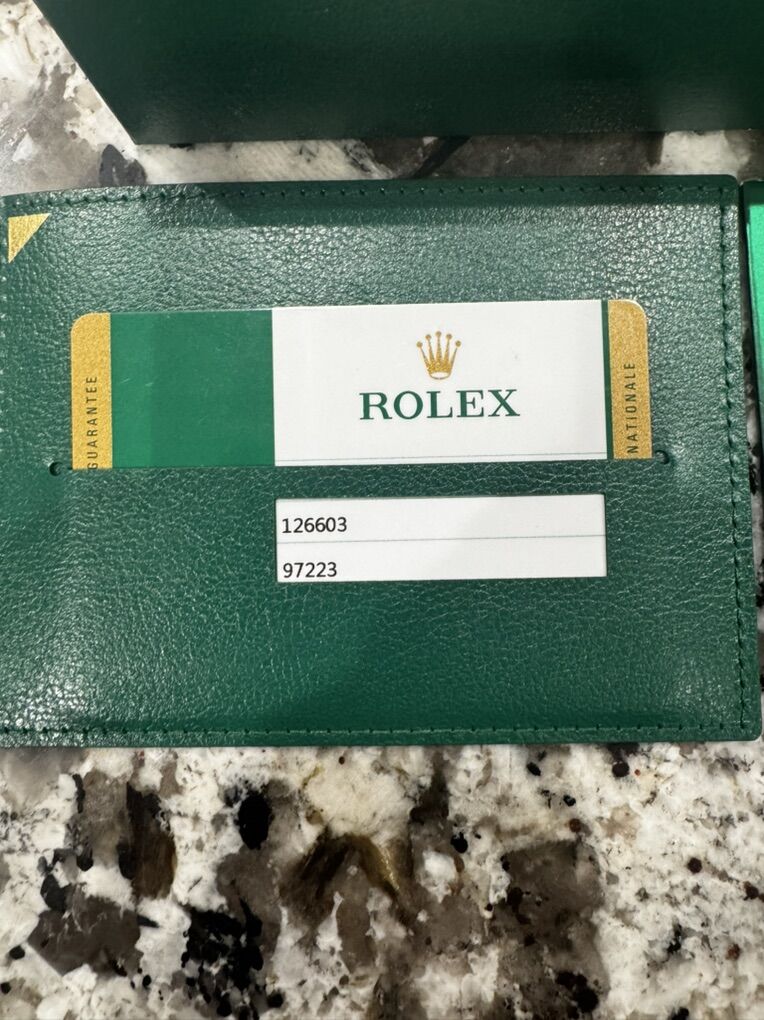 GUARANTEE
ROLEX
NATIONALE
126603
97223